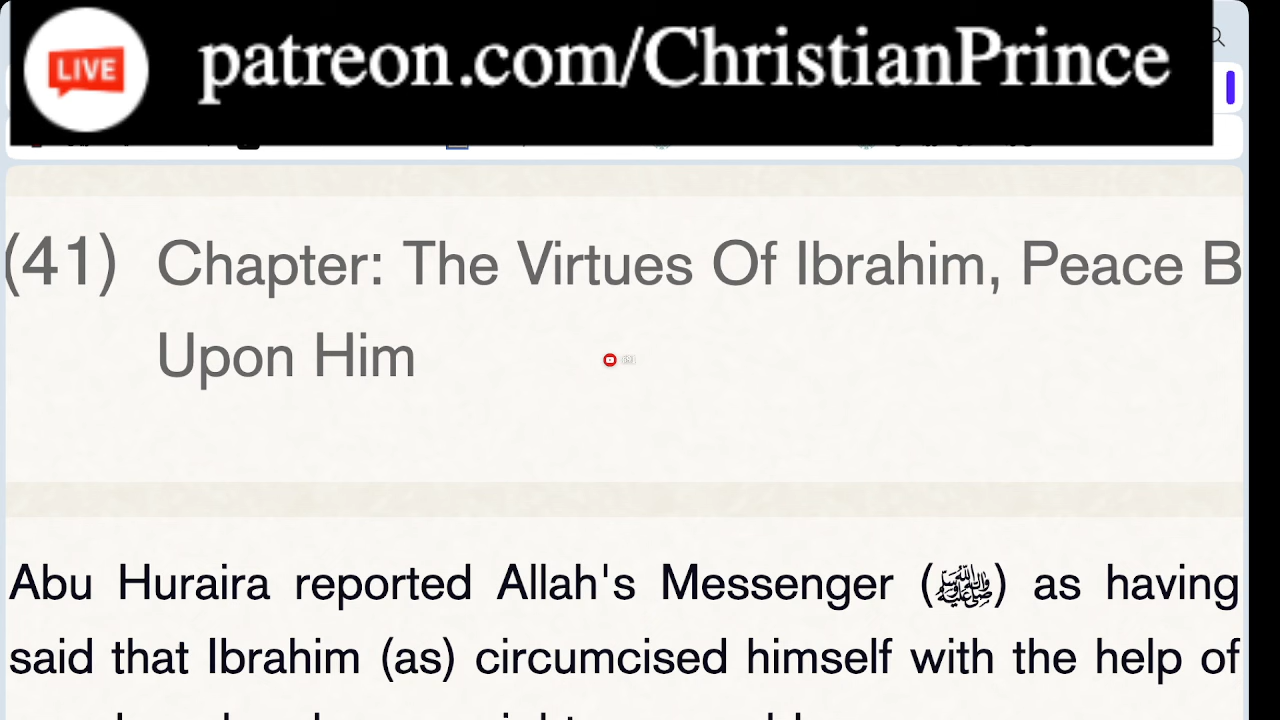 LIVE
patreon.com/ChristianPrince
(41) Chapter: The Virtues Of Ibrahim, Peace B
Upon Him
Abu Huraira reported Allah's Messenger (ﷺ) as having
said that Ibrahim (as) circumcised himself with the help of